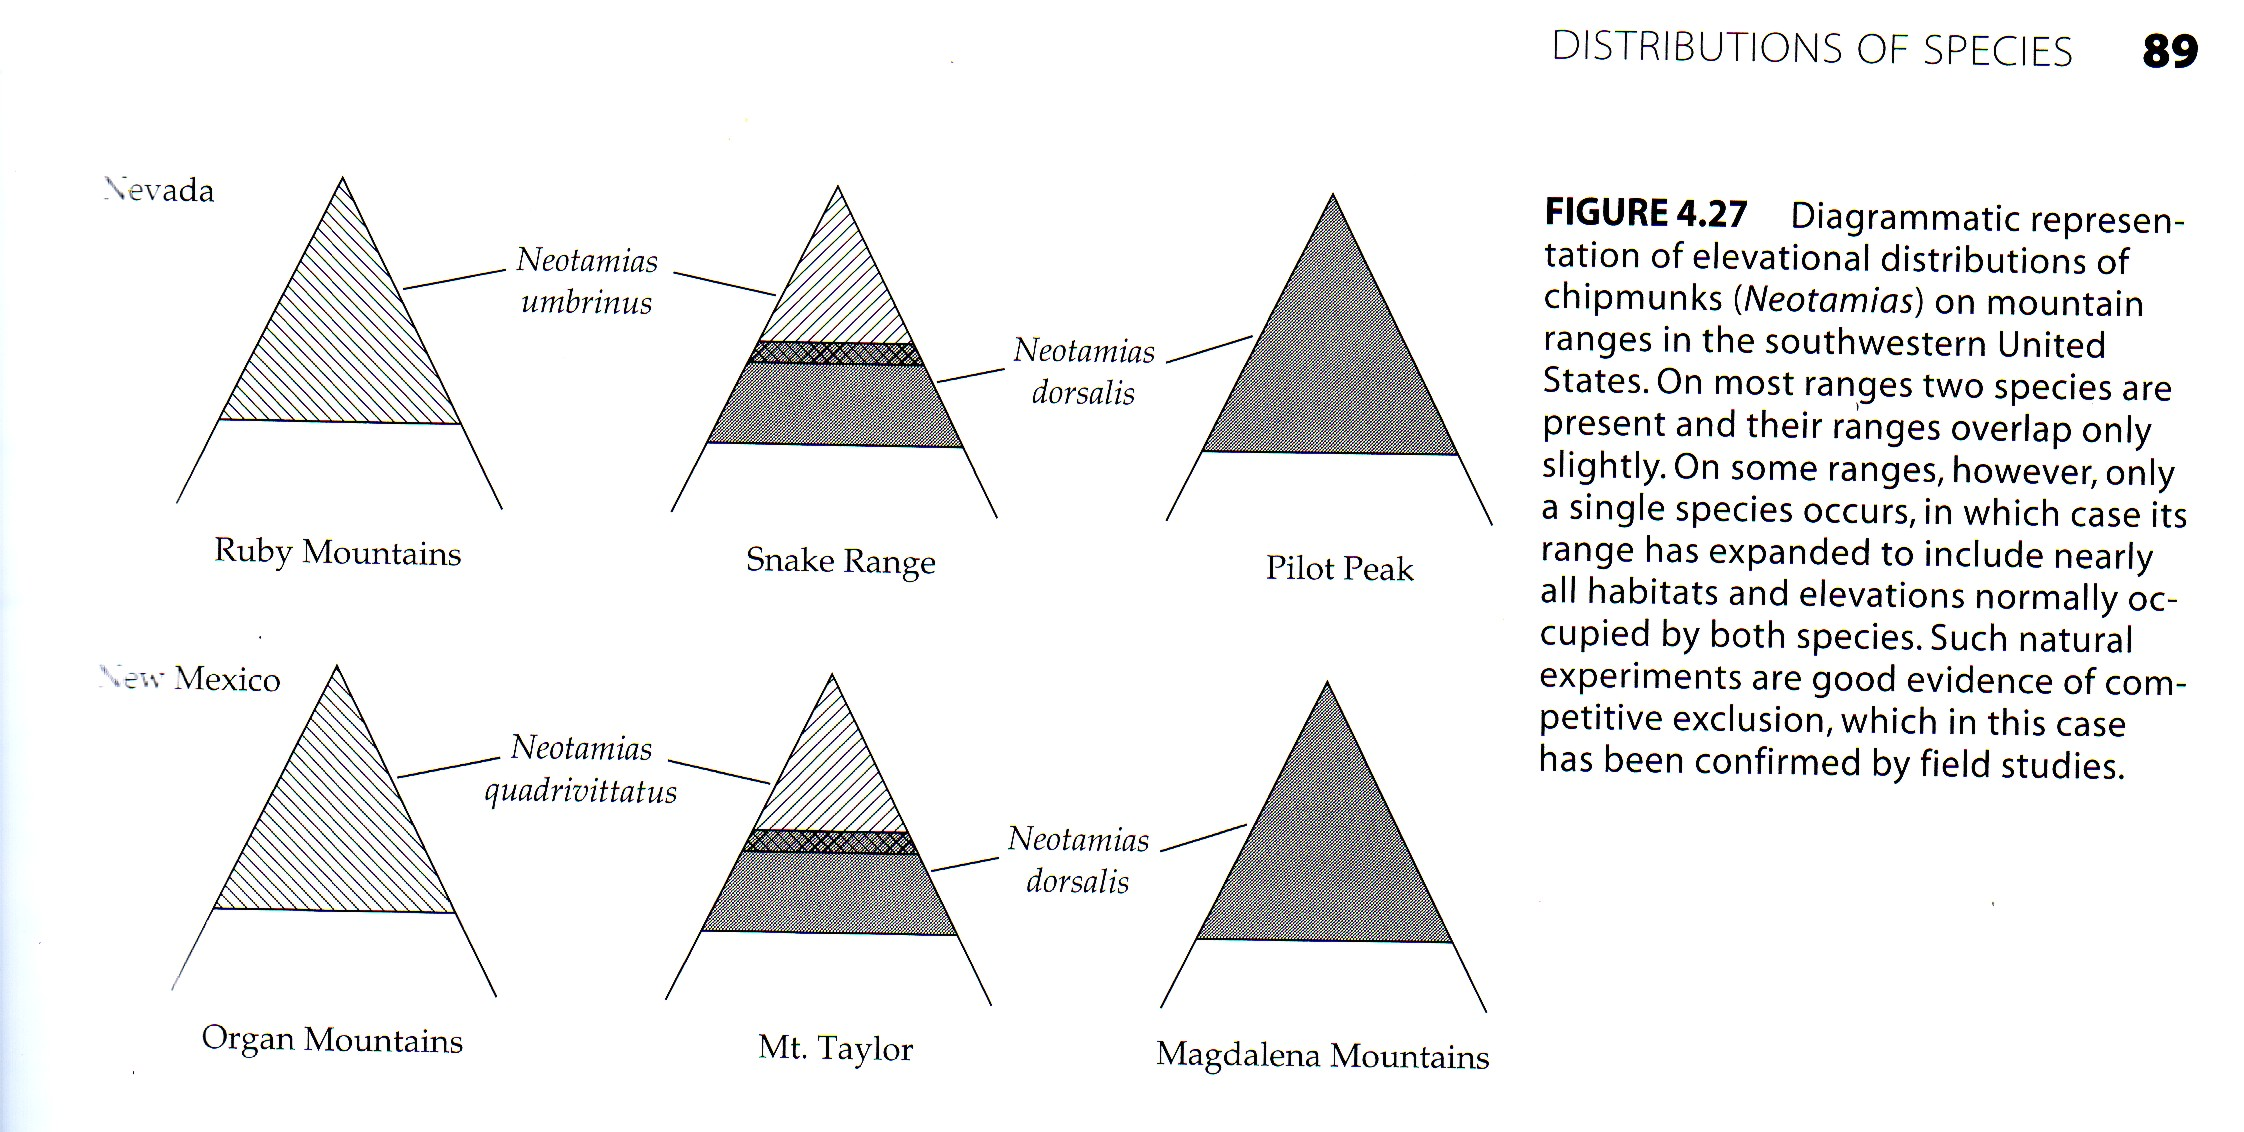 DISTRIBUTIONS OF SPECIES 89
Nevada
Neotamias
umbrinus
Neotamias
dorsalis
Ruby Mountains
Snake Range
Pilot Peak
New Mexico
Neotamias
quadrivittatus
Neotamias
dorsalis
Organ Mountains
Mt. Taylor
Magdalena Mountains
FIGURE 4.27 Diagrammatic represen-
tation of elevational distributions of
chipmunks (Neotamias) on mountain
ranges in the southwestern United
States. On most ranges two species are
present and their ranges overlap only
slightly. On some ranges, however, only
a single species occurs, in which case its
range has expanded to include nearly
all habitats and elevations normally oc-
cupied by both species. Such natural
experiments are good evidence of com-
petitive exclusion, which in this case
has been confirmed by field studies.